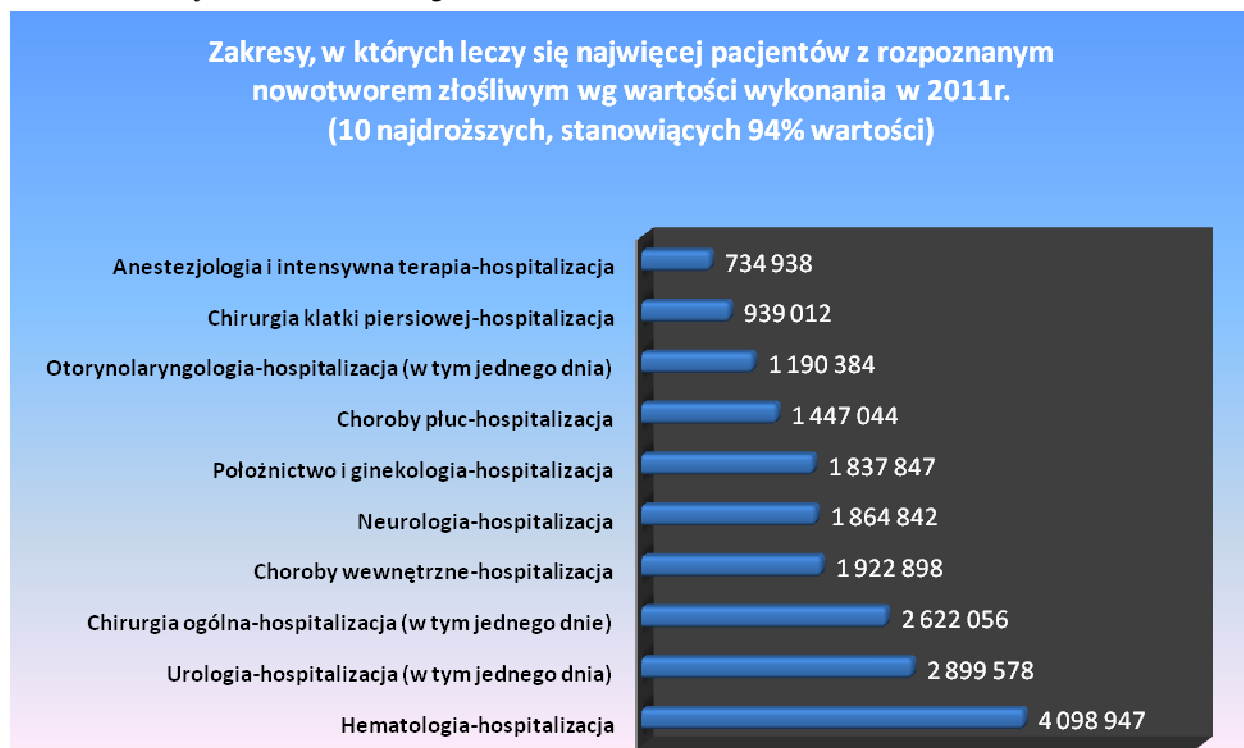 Zakresy, w których leczy się najwięcej pacjentów z rozpoznanym
nowotworem złośliwym wg wartości wykonania w 2011r.
(10 najdroższych, stanowiących 94% wartości)
Anestezjologia i intensywna terapia-hospitalizacja 734 938
Chirurgia klatki piersiowej-hospitalizacja 939 012
Otorynolaryngologia-hospitalizacja (w tym jednego dnia) 1 190 384
Choroby płuc-hospitalizacja 1 447 044
Położnictwo i ginekologia-hospitalizacja 1 837 847
Neurologia-hospitalizacja 1 864 842
Choroby wewnętrzne-hospitalizacja 1 922 898
Chirurgia ogólna-hospitalizacja (w tym jednego dnie) 2 622 056
Urologia-hospitalizacja (w tym jednego dnia) 2 899 578
Hematologia-hospitalizacja 4 098 947